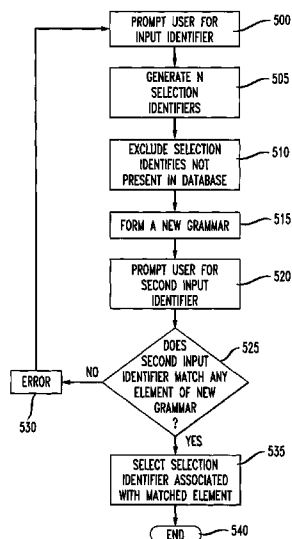 PROMPT USER FOR
INPUT IDENTIFIER
500
GENERATE N
SELECTION
IDENTIFIERS
505
EXCLUDE SELECTION
IDENTIFIES NOT
PRESENT IN DATABASE
510
FORM A NEW GRAMMAR
515
PROMPT USER FOR
SECOND INPUT
IDENTIFIER
520
DOES
SECOND INPUT
IDENTIFIER MATCH ANY
ELEMENT OF NEW
GRAMMAR
?
525
NO
ERROR
530
YES
SELECT SELECTION
IDENTIFIER ASSOCIATED
WITH MATCHED ELEMENT
535
END
540